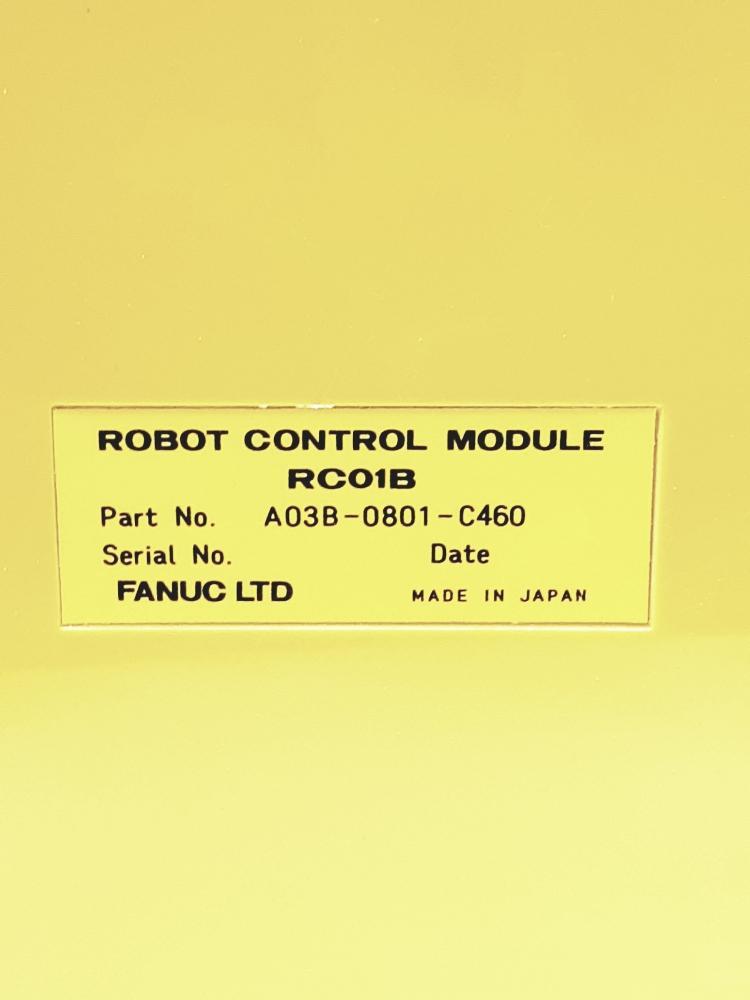 ROBOT CONTROL MODULE
RC01B
Part No. A03B-0801-C460
Serial No. Date
FANUC LTD MADE IN JAPAN